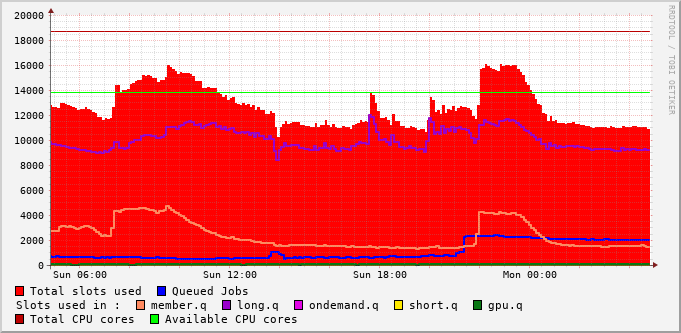 20000
18000
16000
14000
12000
10000
8000
6000
4000
2000
0
Sun 06:00 Sun 12:00 Sun 18:00 Mon 00:00
Total slots used Queued Jobs
Slots used in : member.q long.q ondemand.q short.q gpu.q
Total CPU cores Available CPU cores
RRDTOOL / TOBI OETIKER